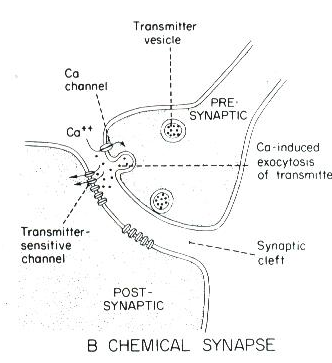 Transmitter
vesicle
Ca
channel
PRE-
SYNAPTIC
Ca++
Ca-induced
exocytosis
of transmitte
Transmitter-
sensitive
channel
Synaptic
cleft
POST-
SYNAPTIC
B CHEMICAL SYNAPSE